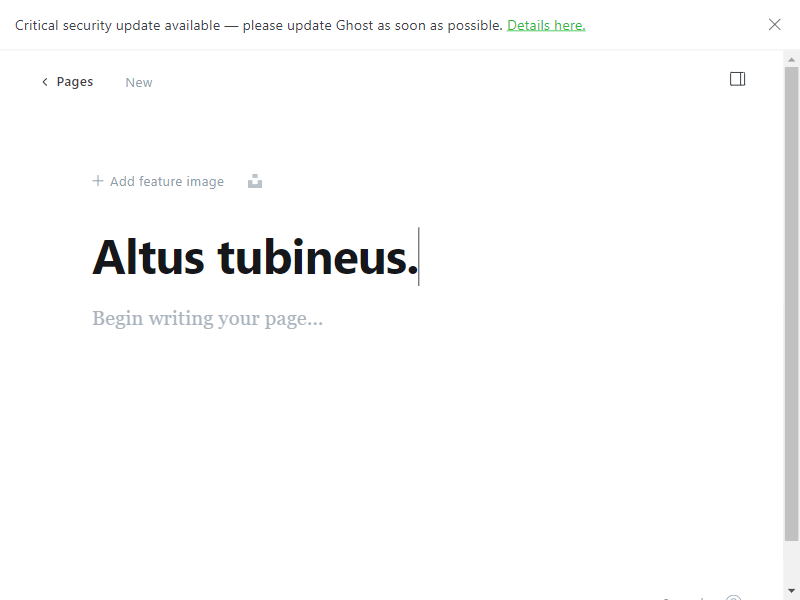 Critical security update available — please update Ghost as soon as possible. Details here.
Pages
New
Add feature image
Altus tubineus.
Begin writing your page...